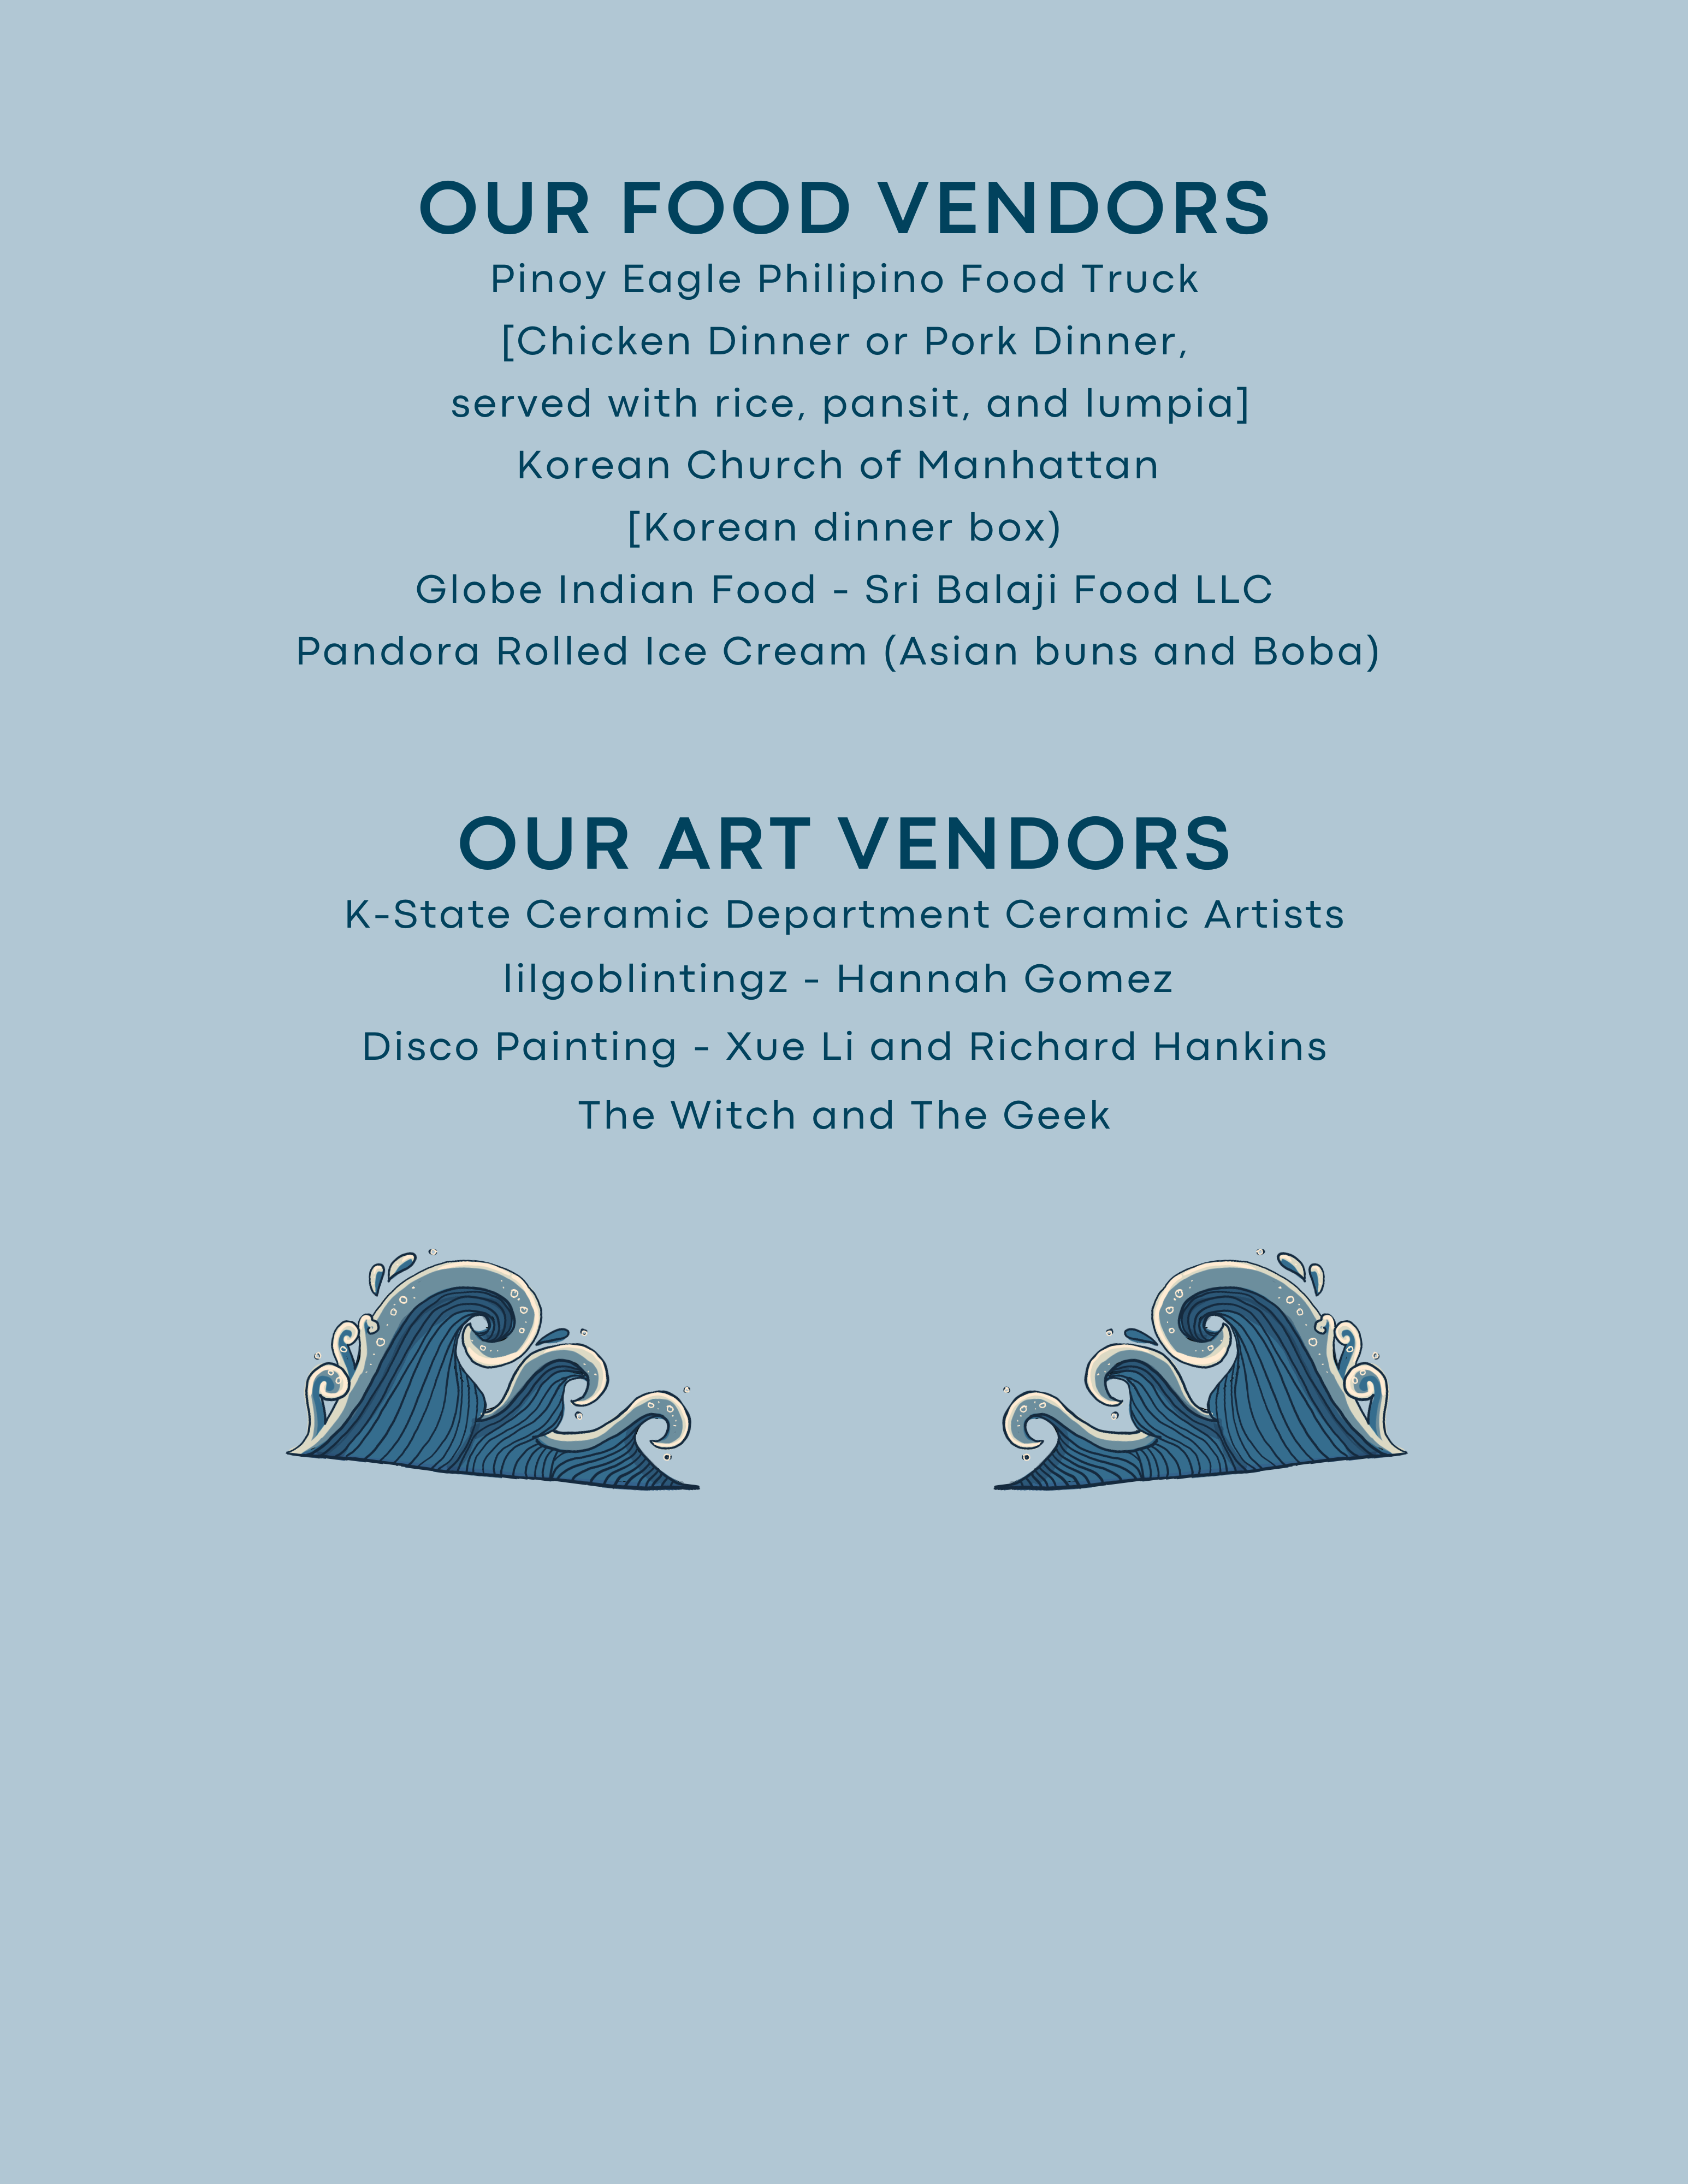 OUR FOOD VENDORS
Pinoy Eagle Philipino Food Truck
[Chicken Dinner or Pork Dinner,
served with rice, pansit, and lumpia]
Korean Church of Manhattan
[Korean dinner box)
Globe Indian Food - Sri Balaji Food LLC
Pandora Rolled Ice Cream (Asian buns and Boba)
OUR ART VENDORS
K-State Ceramic Department Ceramic Artists
lilgoblintingz - Hannah Gomez
Disco Painting - Xue Li and Richard Hankins
The Witch and The Geek